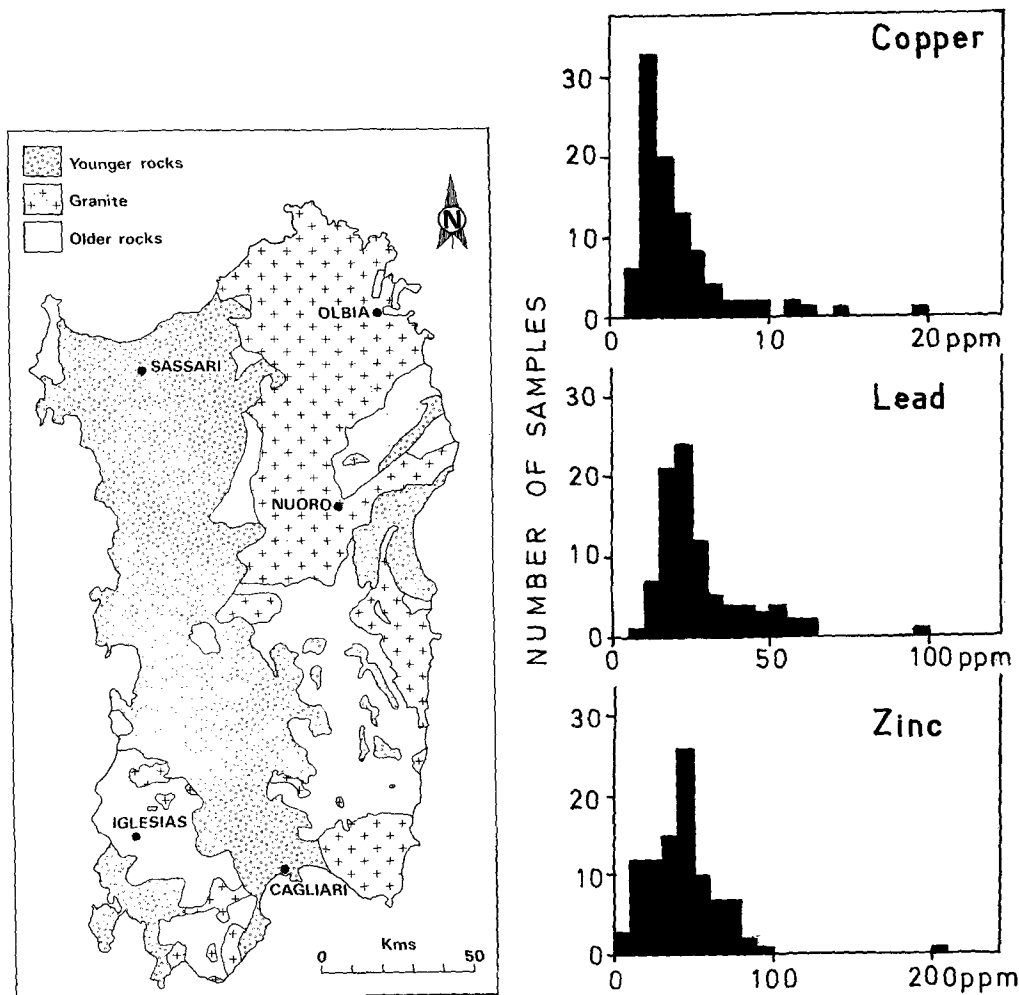 Younger rocks
Granite
Older rocks
N
OLBIA
SASSARI
NUORO
IGLESIAS
CAGLIARI
Kms
0 50
NUMBER OF SAMPLES
Copper
30
20
10
0
0 10 20 ppm
Lead
30
20
10
0
0 50 100 ppm
Zinc
30
20
10
0
0 100 200 ppm